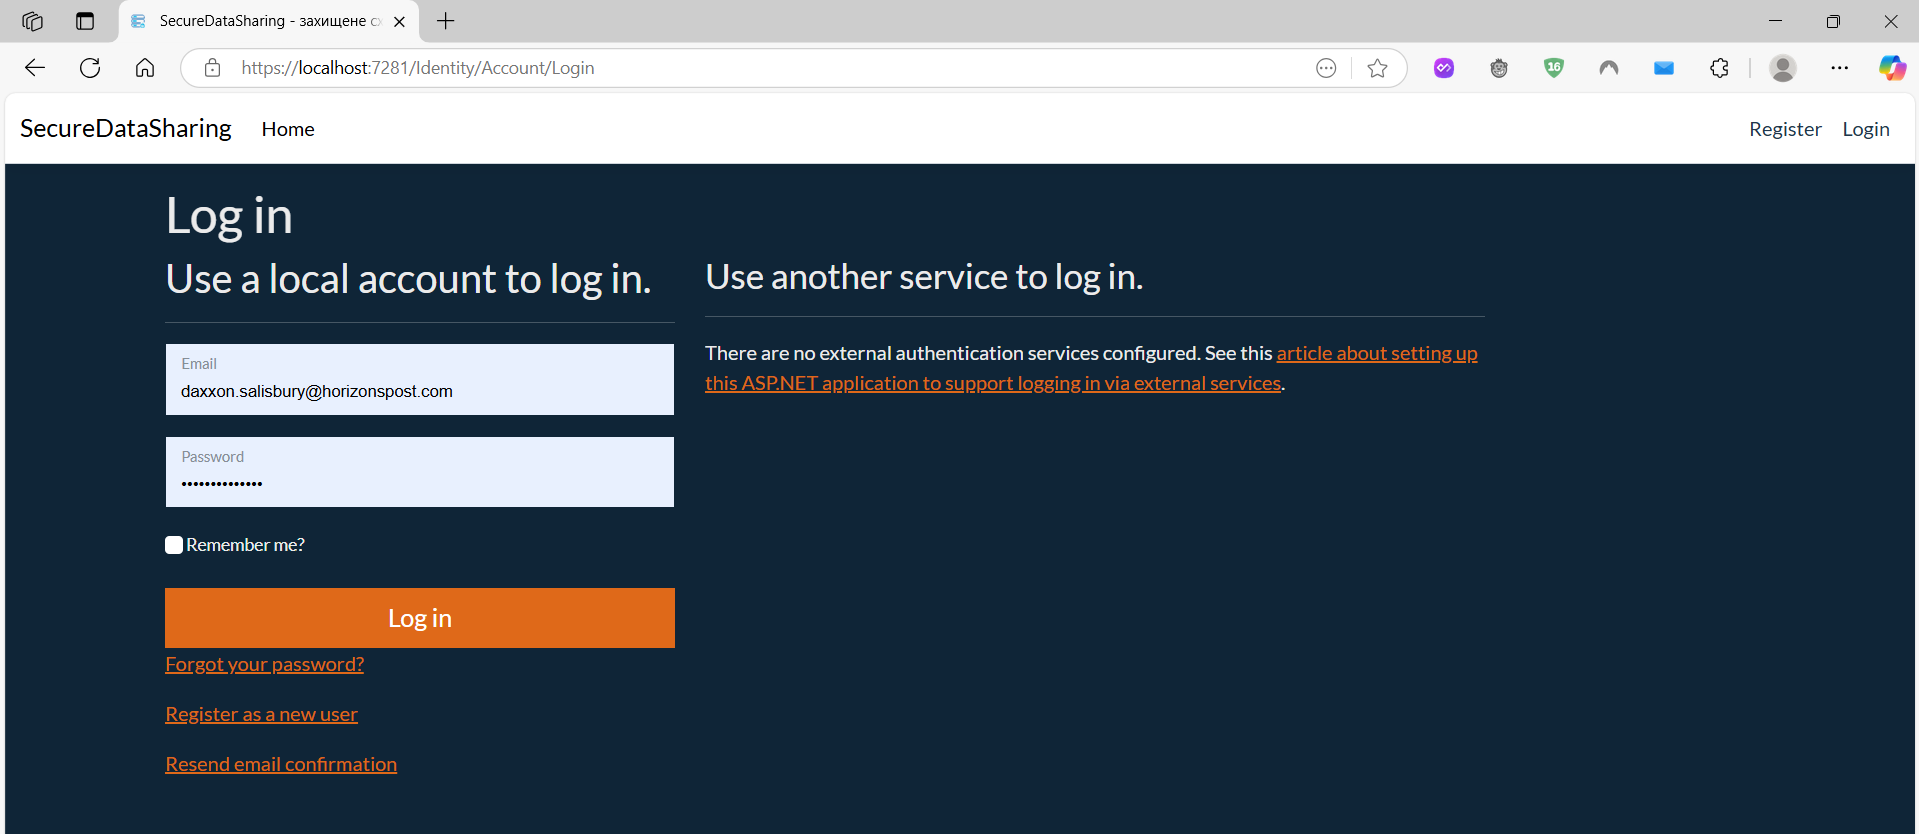 SecureDataSharing - захищене сх
https://localhost:7281/Identity/Account/Login
16
SecureDataSharing Home Register Login
Log in
Use a local account to log in.
Email
daxxon.salisbury@horizonspost.com
Password
••••••••••••••
Remember me?
Log in
Forgot your password?
Register as a new user
Resend email confirmation
Use another service to log in.
There are no external authentication services configured. See this article about setting up
this ASP.NET application to support logging in via external services.